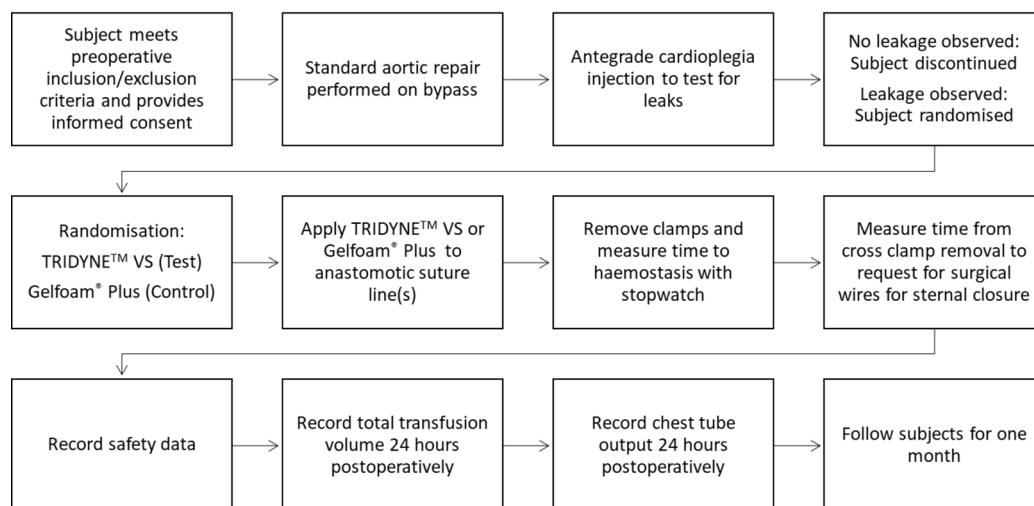 Subject meets
preoperative
inclusion/exclusion
criteria and provides
informed consent
Standard aortic repair
performed on bypass
Antegrade cardioplegia
injection to test for
leaks
No leakage observed:
Subject discontinued
Leakage observed:
Subject randomised
Randomisation:
TRIDYNE™ VS (Test)
Gelfoam® Plus (Control)
Apply TRIDYNE™ VS or
Gelfoam® Plus to
anastomotic suture
line(s)
Remove clamps and
measure time to
haemostasis with
stopwatch
Measure time from
cross clamp removal to
request for surgical
wires for sternal closure
Record safety data
Record total transfusion
volume 24 hours
postoperatively
Record chest tube
output 24 hours
postoperatively
Follow subjects for one
month